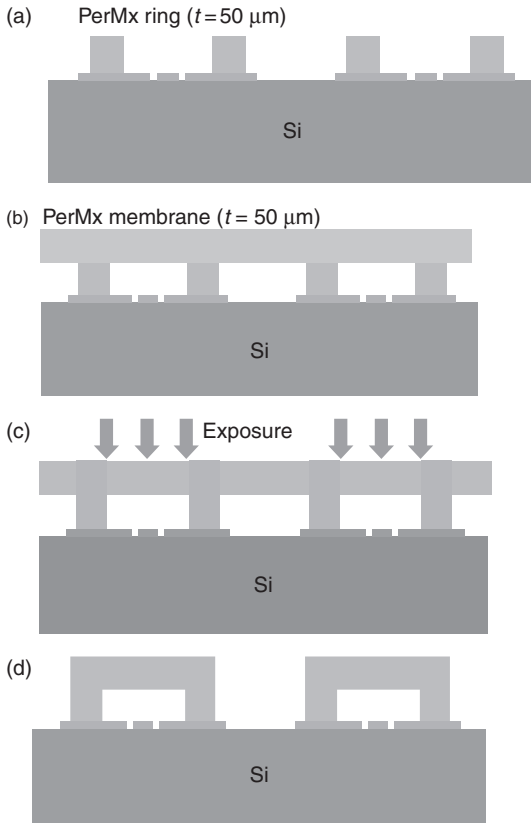 (a) PerMx ring (t = 50 μm)
Si
(b) PerMx membrane (t = 50 μm)
Si
(c) Exposure
Si
(d)
Si